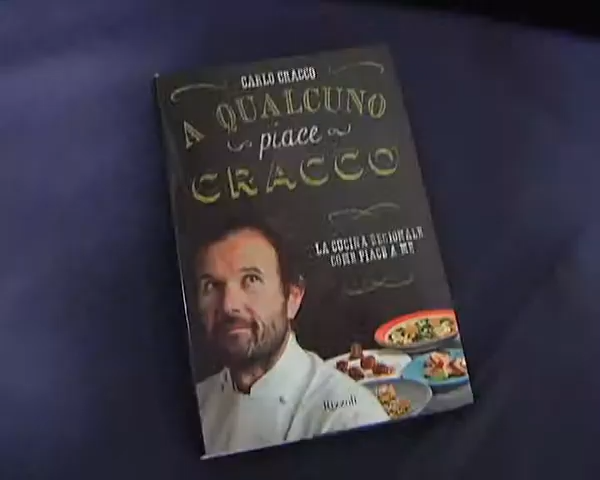 CARLO CRACCO
A QUALCUNO
piace
CRACCO
LA CUCINA REGIONALE
COME PIACE A ME
Rizzoli